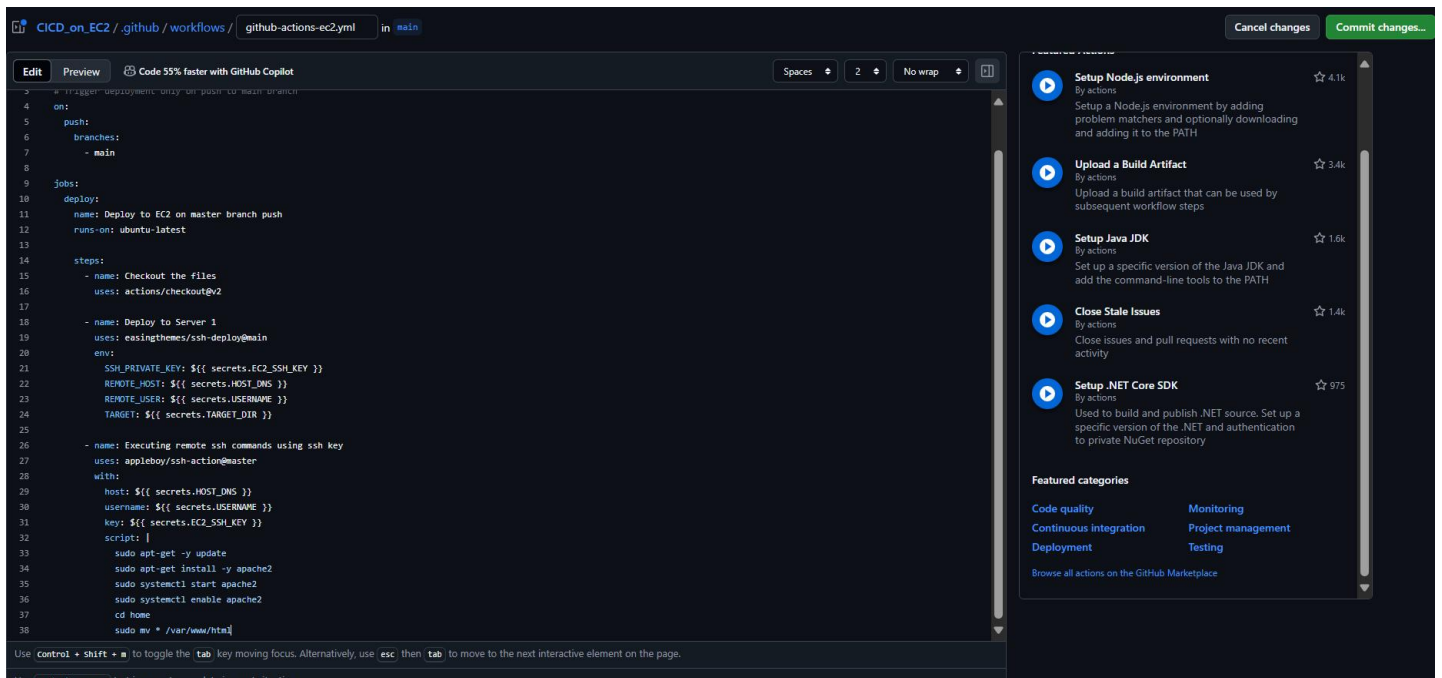 CICD_on_EC2 / .github / workflows / github-actions-ec2.yml in main
Cancel changes Commit changes...
Edit Preview Code 55% faster with GitHub Copilot Spaces 2 No wrap
3 # Trigger deployment only on push to main branch
4 on:
5 push:
6 branches:
7 - main
8
9 jobs:
10 deploy:
11 name: Deploy to EC2 on master branch push
12 runs-on: ubuntu-latest
13
14 steps:
15 - name: Checkout the files
16 uses: actions/checkout@v2
17
18 - name: Deploy to Server 1
19 uses: easingthemes/ssh-deploy@main
20 env:
21 SSH_PRIVATE_KEY: ${{ secrets.EC2_SSH_KEY }}
22 REMOTE_HOST: ${{ secrets.HOST_DNS }}
23 REMOTE_USER: ${{ secrets.USERNAME }}
24 TARGET: ${{ secrets.TARGET_DIR }}
25
26 - name: Executing remote ssh commands using ssh key
27 uses: appleboy/ssh-action@master
28 with:
29 host: ${{ secrets.HOST_DNS }}
30 username: ${{ secrets.USERNAME }}
31 key: ${{ secrets.EC2_SSH_KEY }}
32 script: |
33 sudo apt-get -y update
34 sudo apt-get install -y apache2
35 sudo systemctl start apache2
36 sudo systemctl enable apache2
37 cd home
38 sudo mv * /var/www/html
Use Control + Shift + m to toggle the tab key moving focus. Alternatively, use esc then tab to move to the next interactive element on the page.
Featured Actions
Setup Node.js environment 4.1k
By actions
Setup a Node.js environment by adding
problem matchers and optionally downloading
and adding it to the PATH
Upload a Build Artifact 3.4k
By actions
Upload a build artifact that can be used by
subsequent workflow steps
Setup Java JDK 1.6k
By actions
Set up a specific version of the Java JDK and
add the command-line tools to the PATH
Close Stale Issues 1.4k
By actions
Close issues and pull requests with no recent
activity
Setup .NET Core SDK 975
By actions
Used to build and publish .NET source. Set up a
specific version of the .NET and authentication
to private NuGet repository
Featured categories
Code quality Monitoring
Continuous integration Project management
Deployment Testing
Browse all actions on the GitHub Marketplace